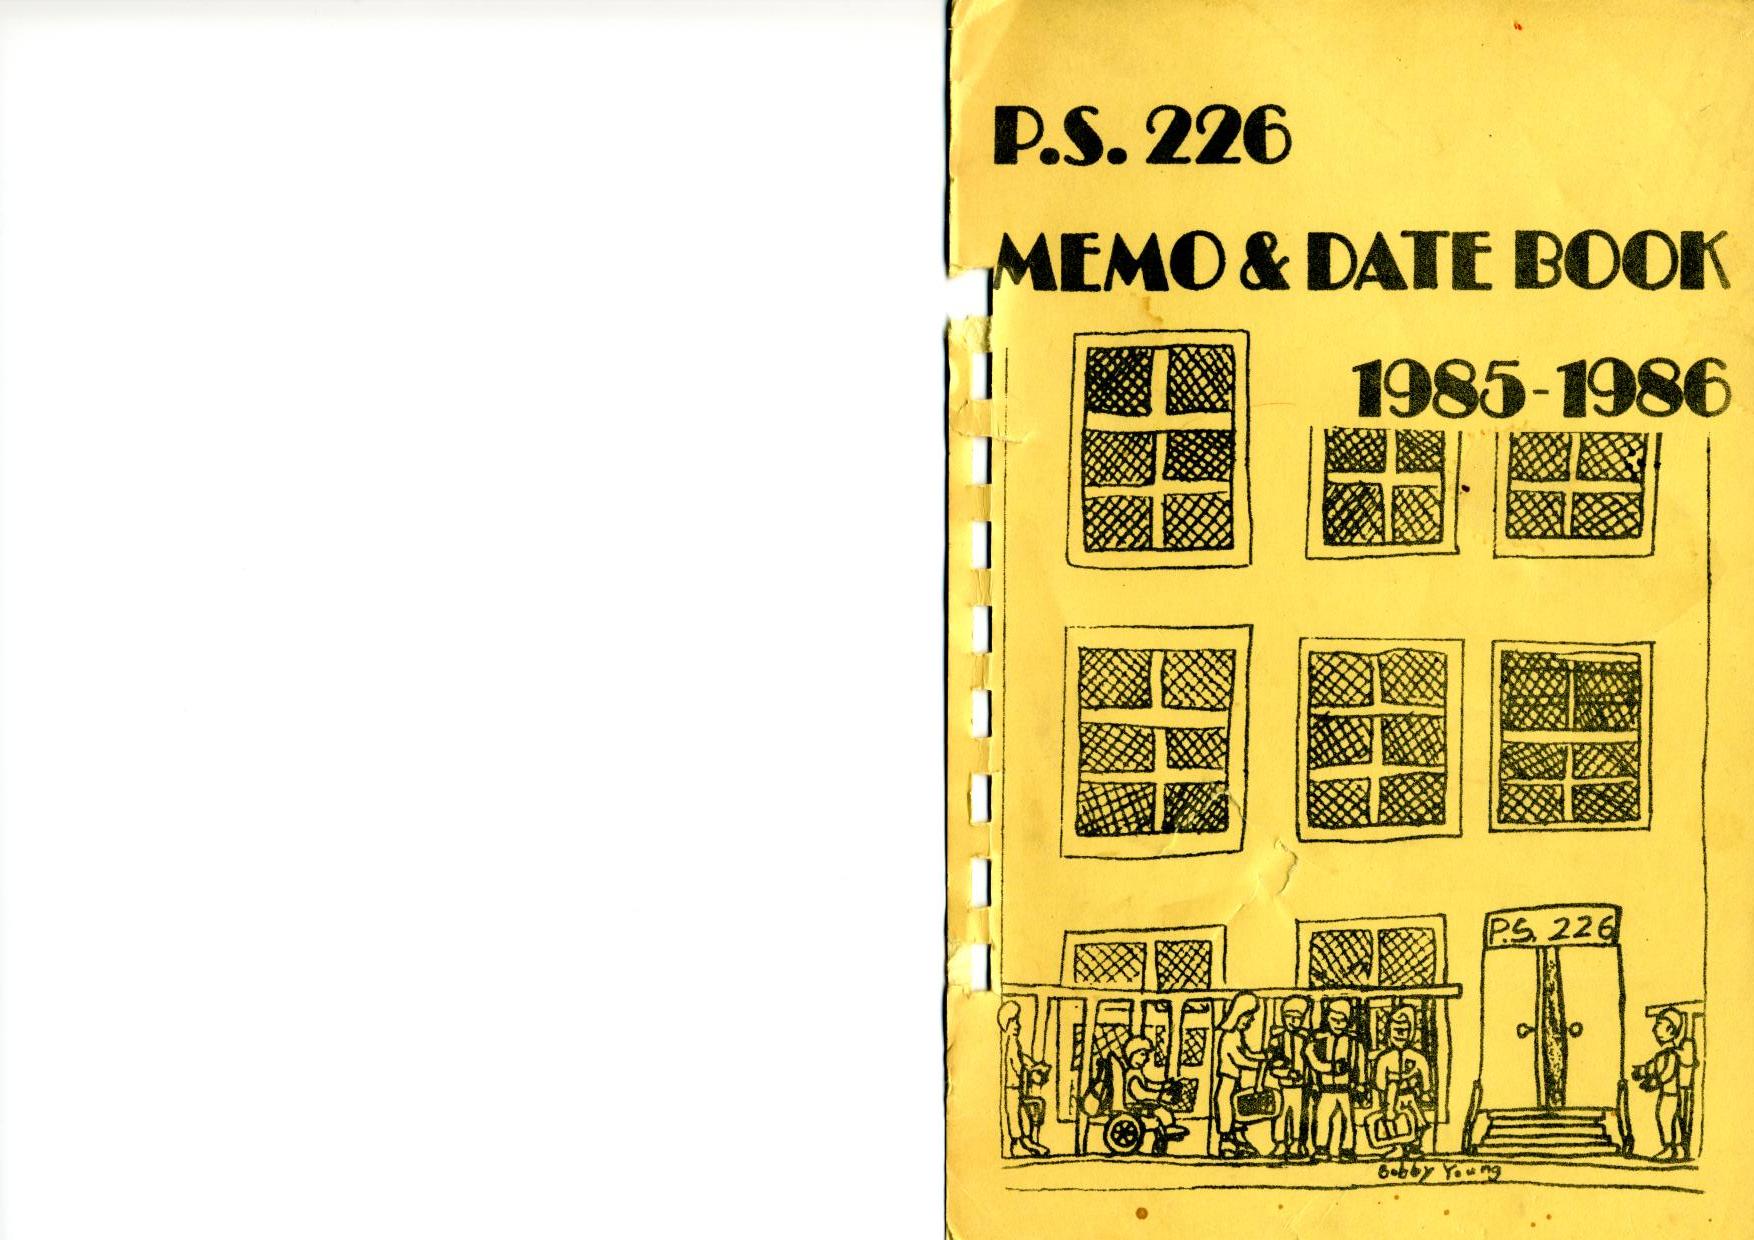 P.S. 226
MEMO & DATE BOOK
1985-1986
P.S. 226
Bobby Young